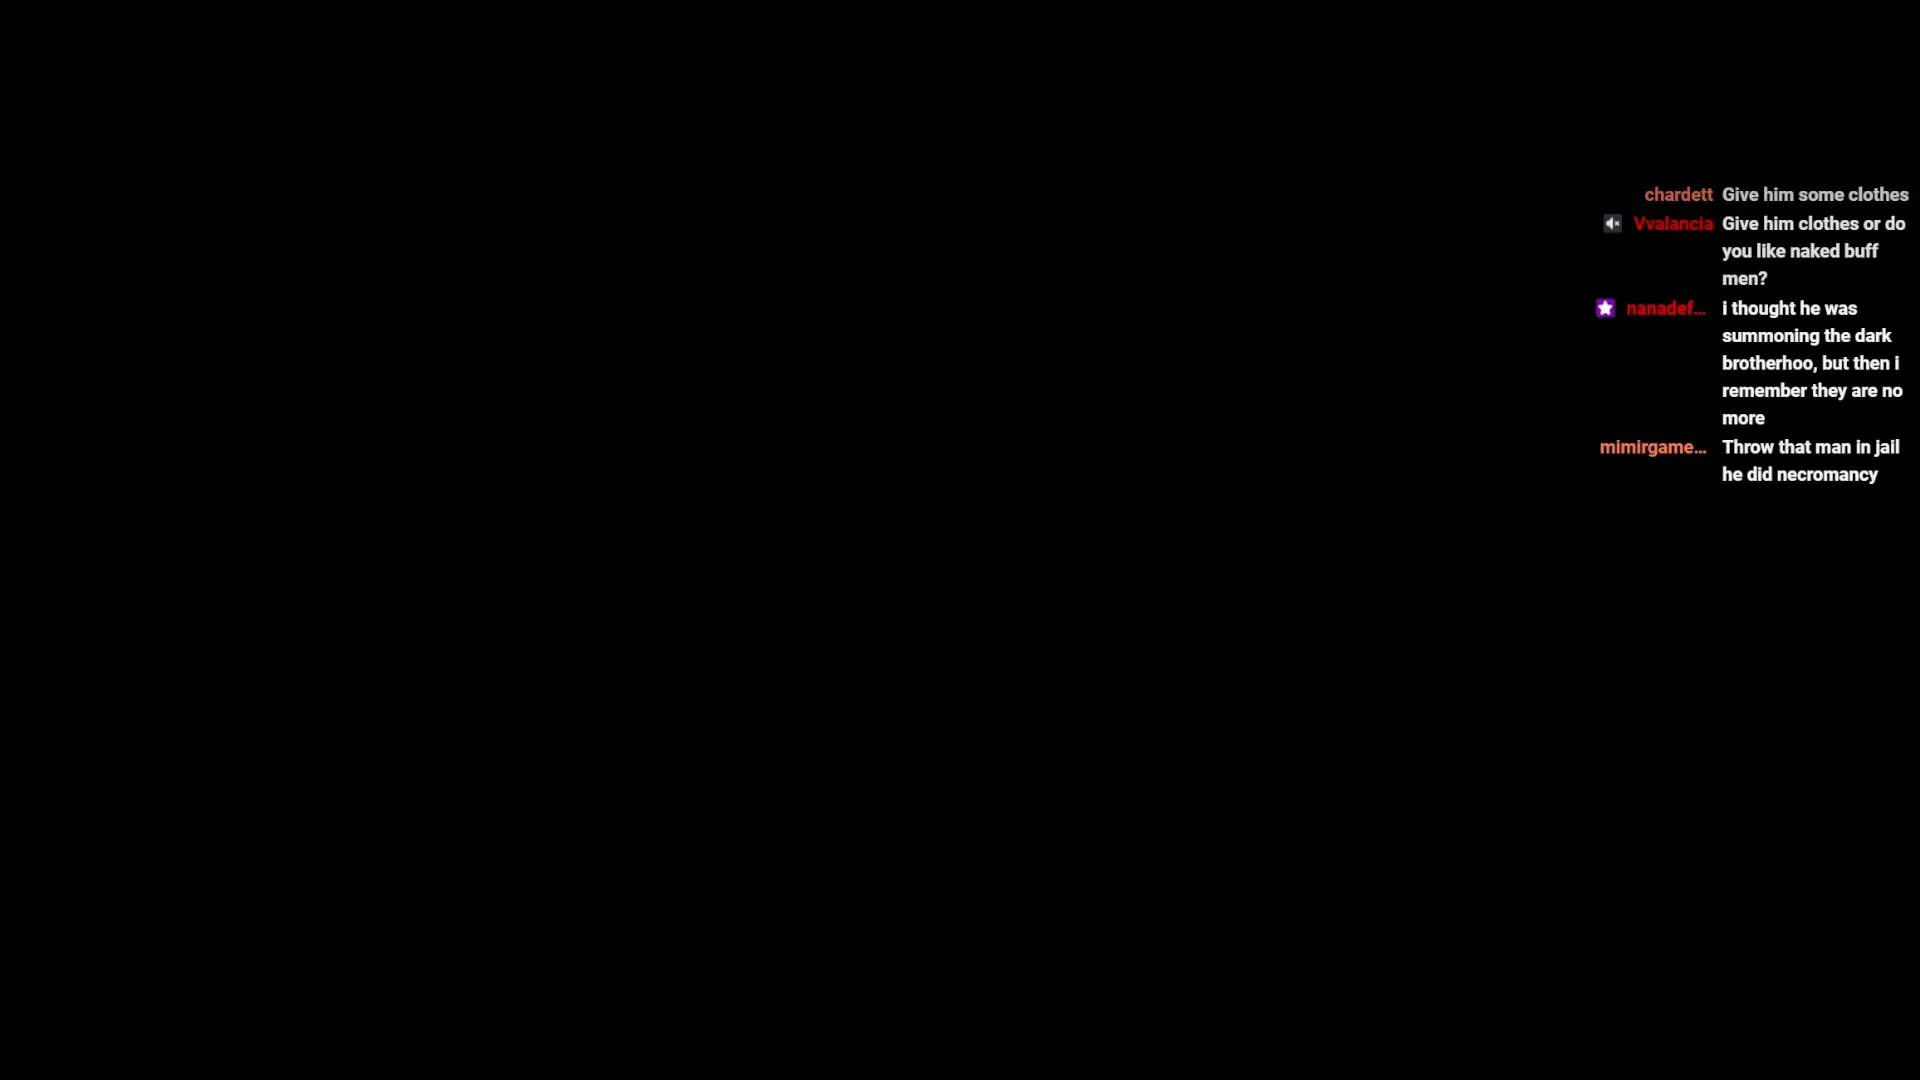 chardett Give him some clothes
Vvalancia Give him clothes or do
you like naked buff
men?
nanadef... i thought he was
summoning the dark
brotherhoo, but then i
remember they are no
more
mimirgame... Throw that man in jail
he did necromancy